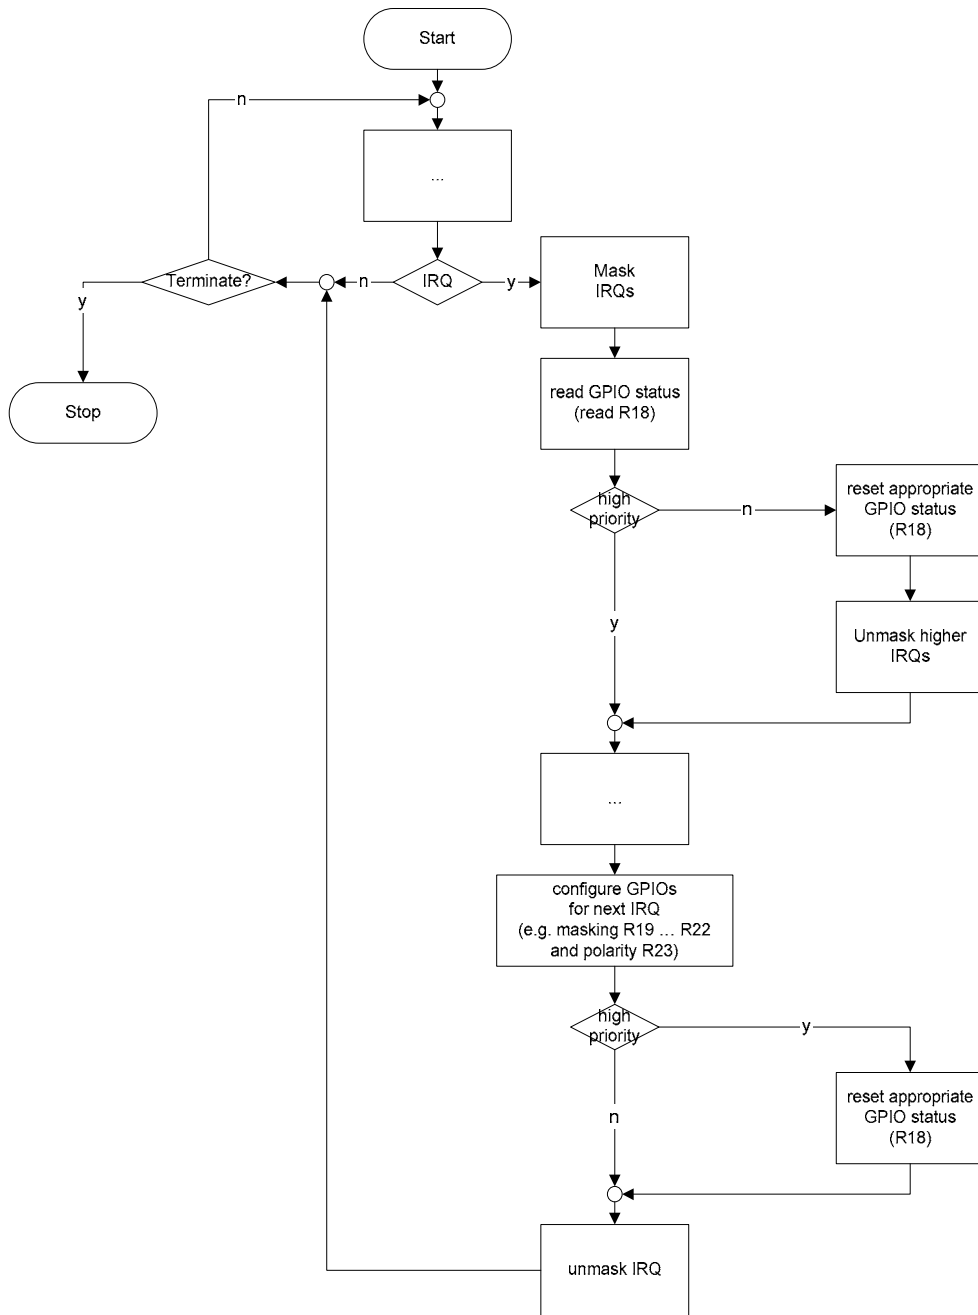 Start
n
...
Terminate?
n
IRQ
y
Mask
IRQs
y
Stop
read GPIO status
(read R18)
high
priority
n
reset appropriate
GPIO status
(R18)
y
Unmask higher
IRQs
...
configure GPIOs
for next IRQ
(e.g. masking R19 ... R22
and polarity R23)
high
priority
y
reset appropriate
GPIO status
(R18)
n
unmask IRQ